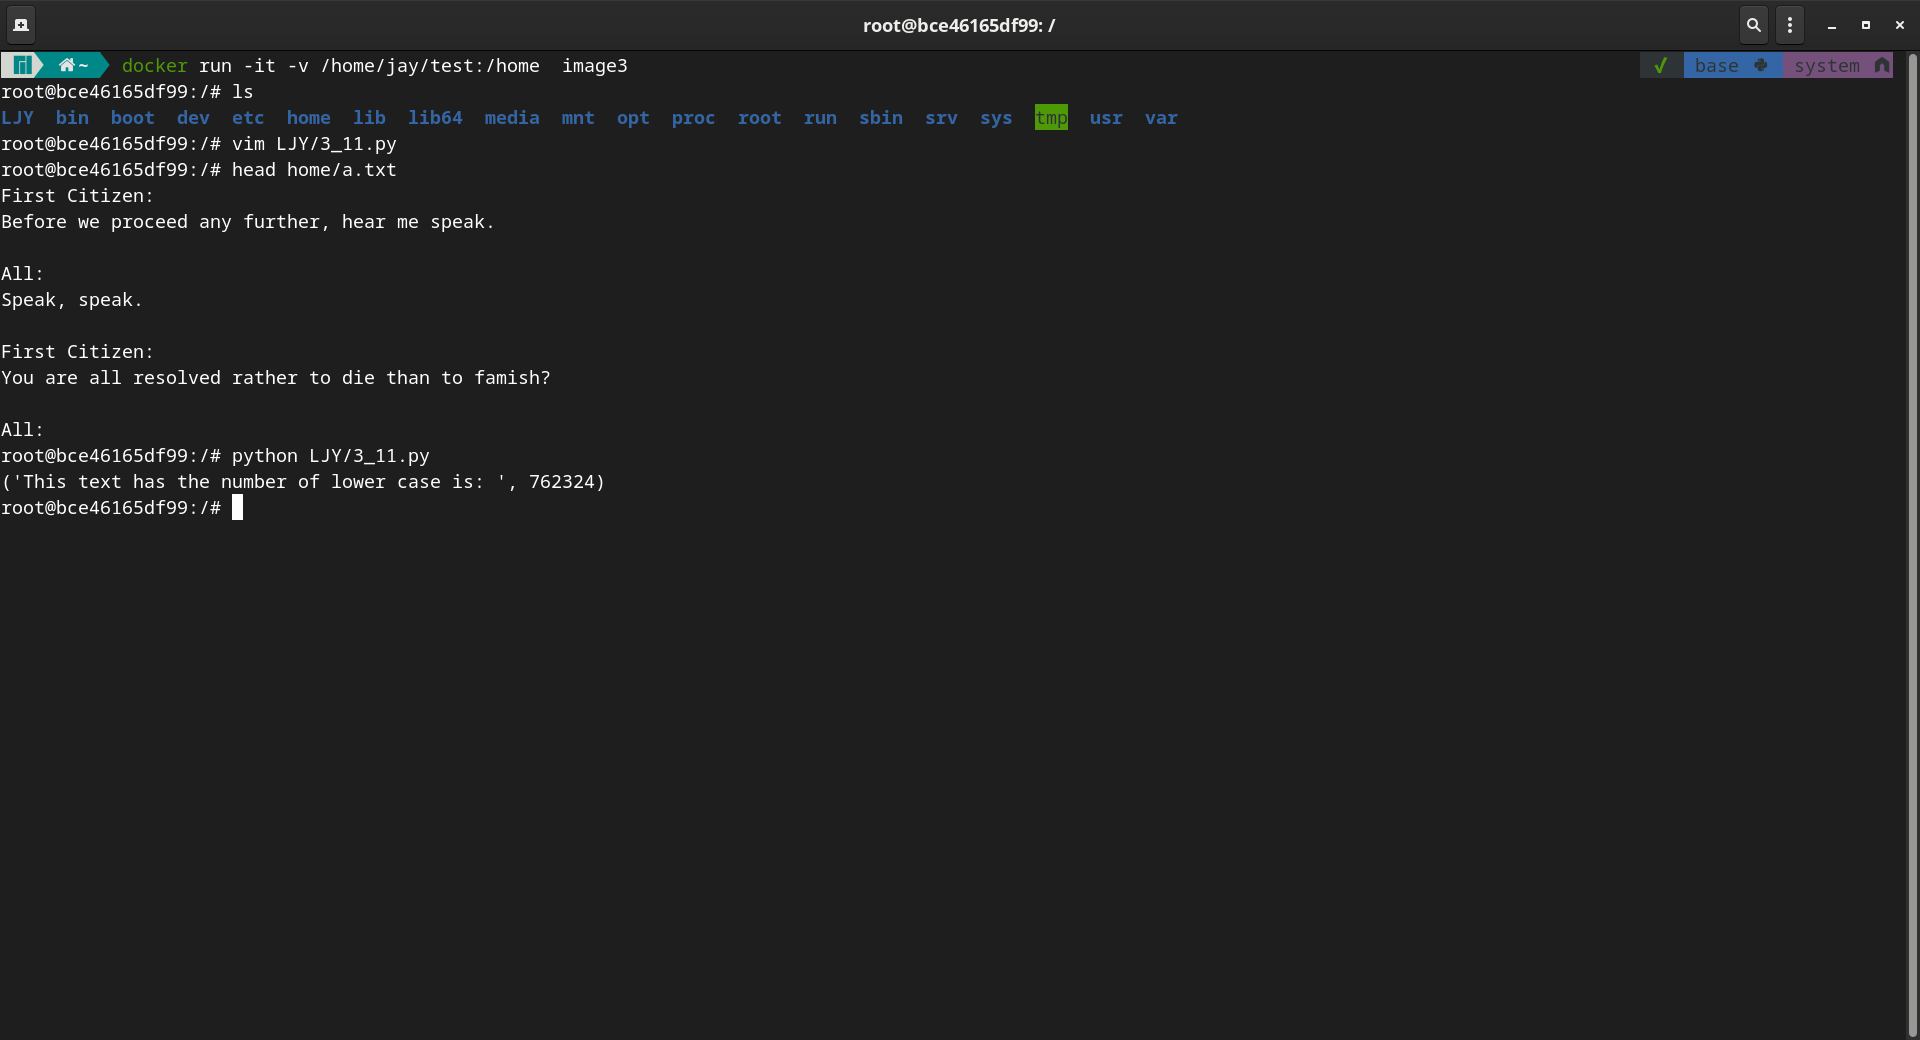 root@bce46165df99: /
~ docker run -it -v /home/jay/test:/home  image3 ✓ base system
root@bce46165df99:/# ls
LJY  bin  boot  dev  etc  home  lib  lib64  media  mnt  opt  proc  root  run  sbin  srv  sys  tmp  usr  var
root@bce46165df99:/# vim LJY/3_11.py
root@bce46165df99:/# head home/a.txt
First Citizen:
Before we proceed any further, hear me speak.

All:
Speak, speak.

First Citizen:
You are all resolved rather to die than to famish?

All:
root@bce46165df99:/# python LJY/3_11.py
('This text has the number of lower case is: ', 762324)
root@bce46165df99:/#